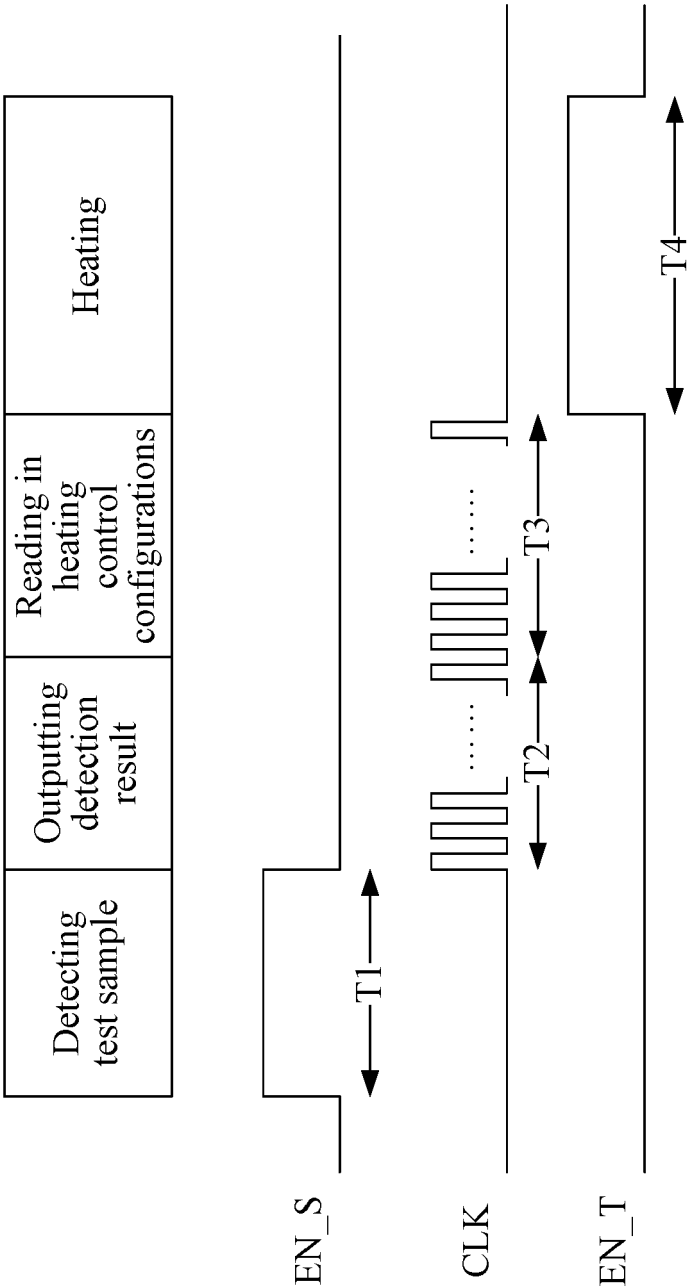 Detecting
test sample
Outputting
detection
result
Reading in
heating
control
configurations
Heating
EN_S
T1
CLK
......
......
T2
T3
EN_T
T4